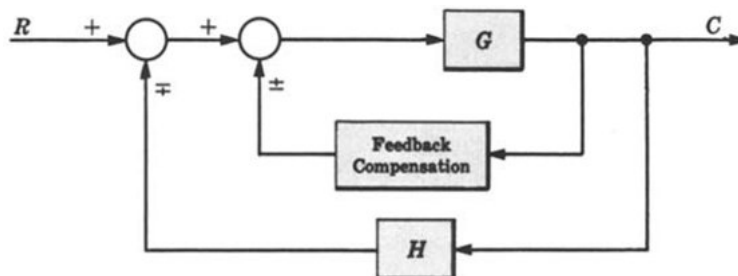 R + + G C
∓ ±
Feedback
Compensation
H